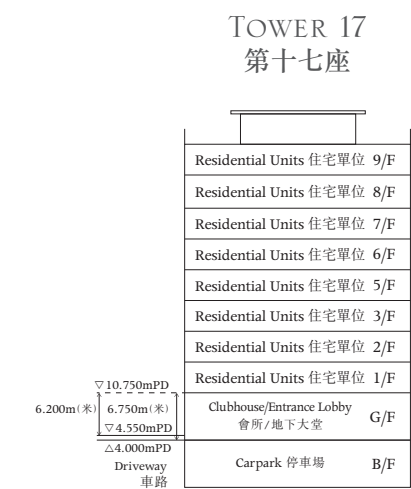 TOWER 17
第十七座
Residential Units 住宅單位 9/F
Residential Units 住宅單位 8/F
Residential Units 住宅單位 7/F
Residential Units 住宅單位 6/F
Residential Units 住宅單位 5/F
Residential Units 住宅單位 3/F
Residential Units 住宅單位 2/F
Residential Units 住宅單位 1/F
▽10.750mPD
6.200m(米) 6.750m(米)
▽4.550mPD
Clubhouse/Entrance Lobby
會所/地下大堂
G/F
△4.000mPD
Driveway
車路
Carpark 停車場 B/F